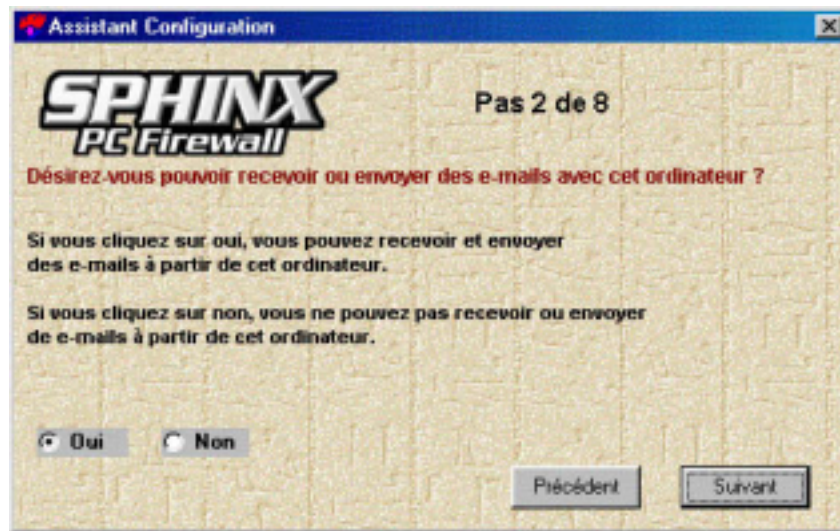 Assistant Configuration
SPHINX
PC Firewall
Pas 2 de 8
Désirez-vous pouvoir recevoir ou envoyer des e-mails avec cet ordinateur ?
Si vous cliquez sur oui, vous pouvez recevoir et envoyer
des e-mails à partir de cet ordinateur.
Si vous cliquez sur non, vous ne pouvez pas recevoir ou envoyer
de e-mails à partir de cet ordinateur.
Oui Non
Précédent Suivant